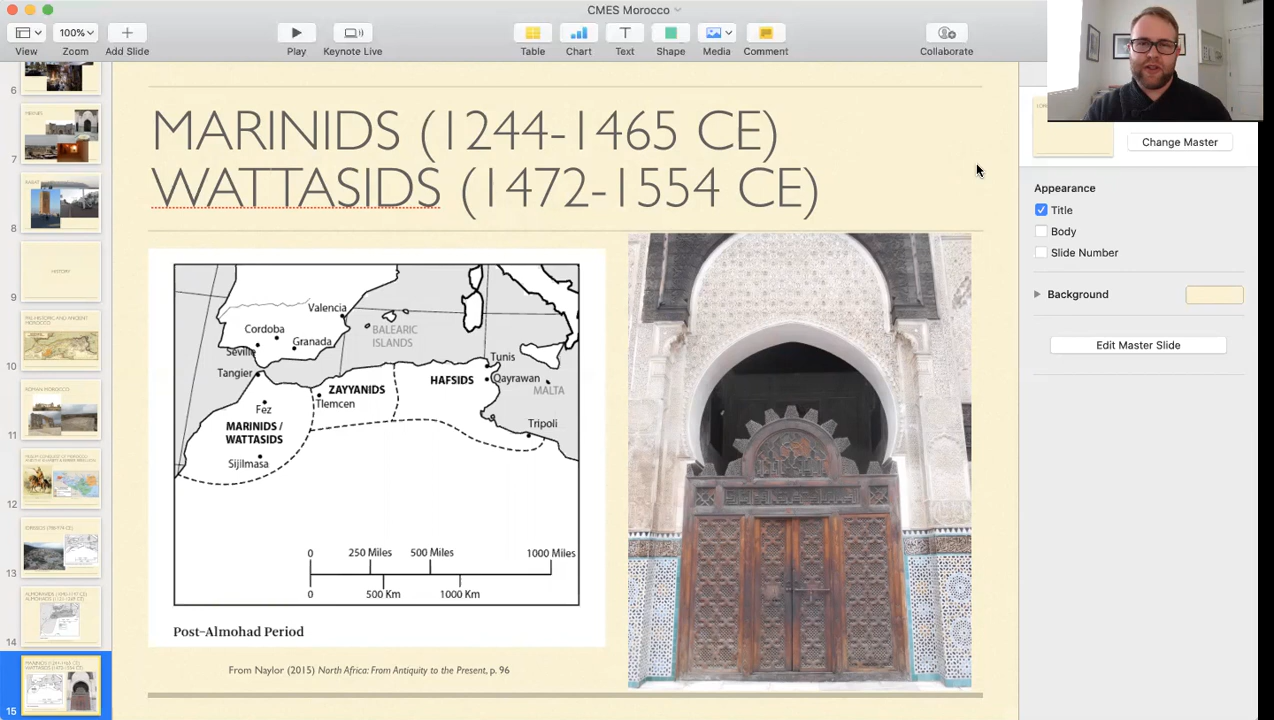 CMES Morocco
100%
View
Zoom
Add Slide
Play
Keynote Live
Table
Chart
Text
Shape
Media
Comment
Collaborate
6
7
8
9
10
11
12
13
14
15
HISTORY
MARINIDS (1244-1465 CE)
WATTASIDS (1472-1554 CE)
Valencia
Cordoba
BALEARIC
ISLANDS
Granada
Seville
Tangier
Tunis
ZAYYANIDS
HAFSIDS
Qayrawan
MALTA
Tlemcen
Fez
MARINIDS /
WATTASIDS
Tripoli
Sijilmasa
0
250 Miles
500 Miles
1000 Miles
0
500 Km
1000 Km
Post–Almohad Period
From Naylor (2015) North Africa: From Antiquity to the Present, p. 96
Change Master
Appearance
Title
Body
Slide Number
Background
Edit Master Slide